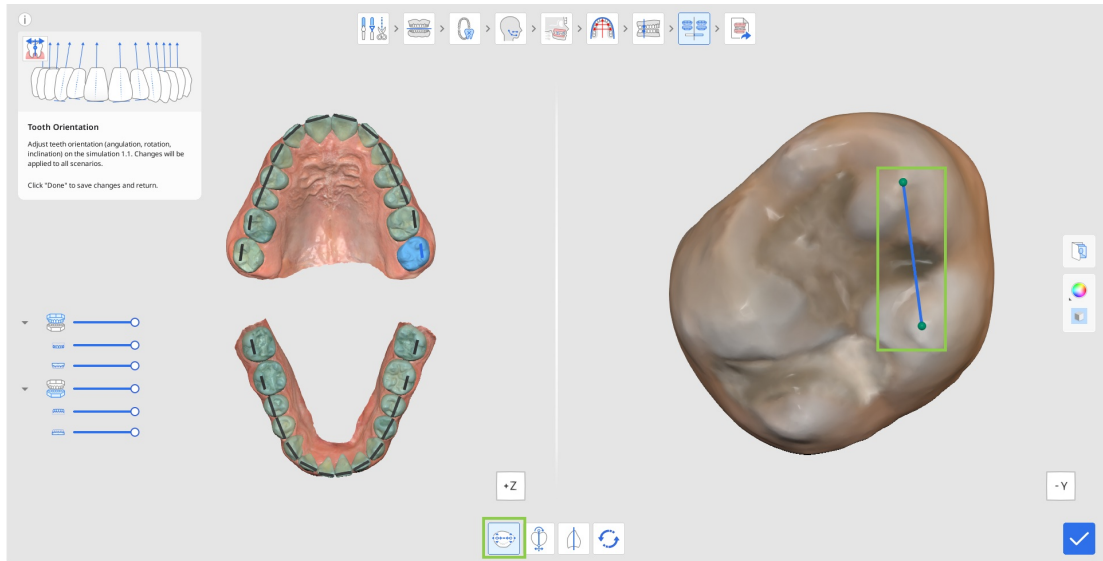 i
Tooth Orientation
Adjust teeth orientation (angulation, rotation,
inclination) on the simulation 1.1. Changes will be
applied to all scenarios.
Click "Done" to save changes and return.
+Z
-Y